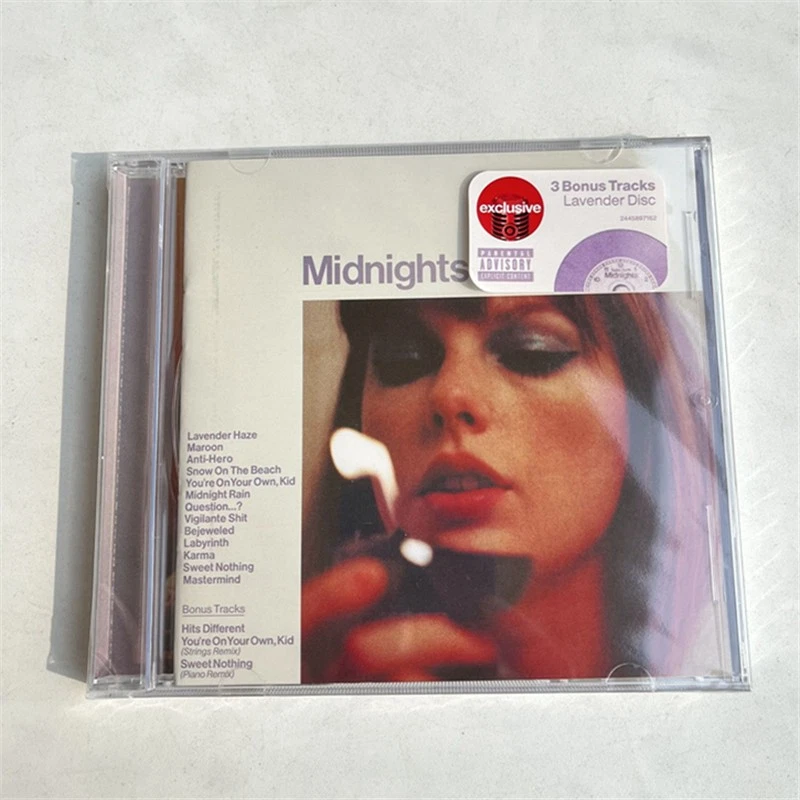 3 Bonus Tracks
exclusive
Lavender Disc
PARENTAL
ADVISORY
EXPLICIT CONTENT
Midnights
Midnights
Lavender Haze
Maroon
Anti-Hero
Snow On The Beach
You're On Your Own, Kid
Midnight Rain
Question...?
Vigilante Shit
Bejeweled
Labyrinth
Karma
Sweet Nothing
Mastermind
Bonus Tracks
Hits Different
You're On Your Own, Kid
(Strings Remix)
Sweet Nothing
(Piano Remix)